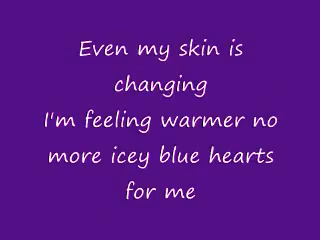 Even my skin is
changing
I'm feeling warmer no
more icey blue hearts
for me